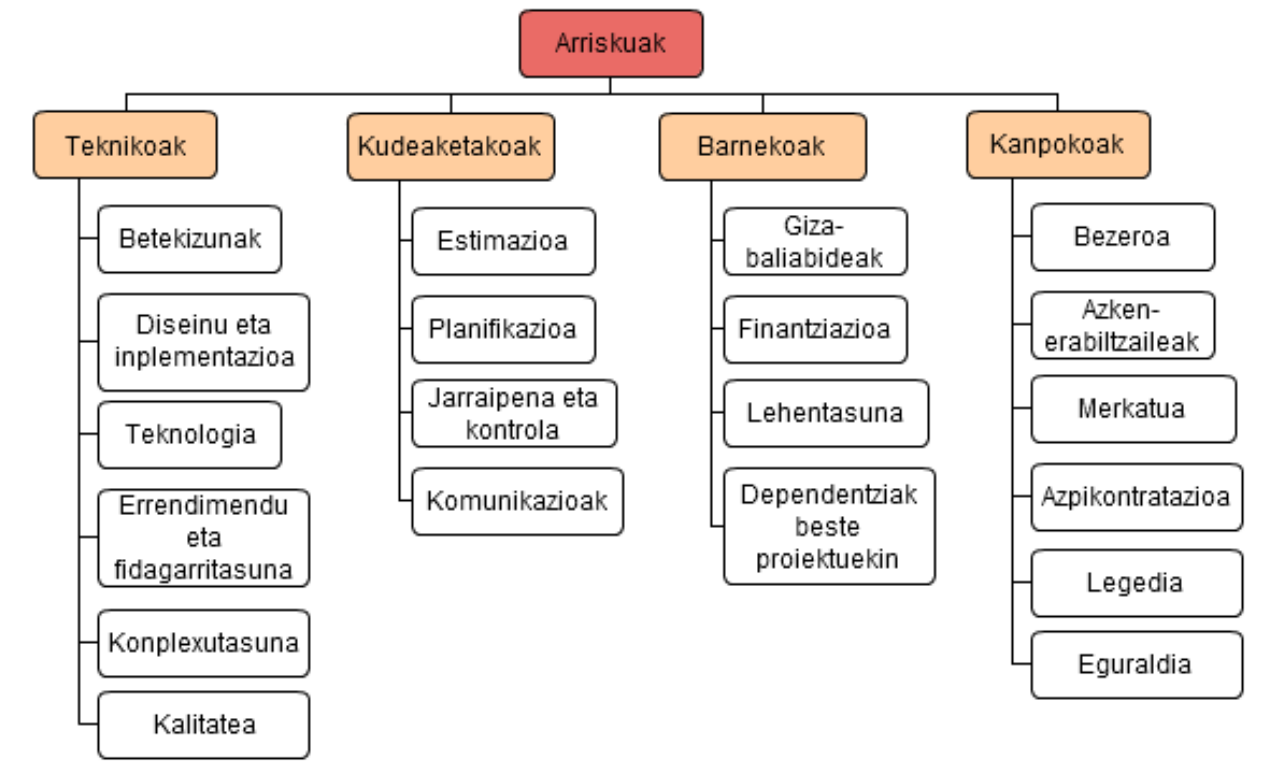 Arriskuak
Teknikoak
Betekizunak
Diseinu eta
inplementazioa
Teknologia
Errendimendu
eta
fidagarritasuna
Konplexutasuna
Kalitatea
Kudeaketakoak
Estimazioa
Planifikazioa
Jarraipena eta
kontrola
Komunikazioak
Barnekoak
Giza-
baliabideak
Finantziazioa
Lehentasuna
Dependentziak
beste
proiektuekin
Kanpokoak
Bezeroa
Azken-
erabiltzaileak
Merkatua
Azpikontratazioa
Legedia
Eguraldia